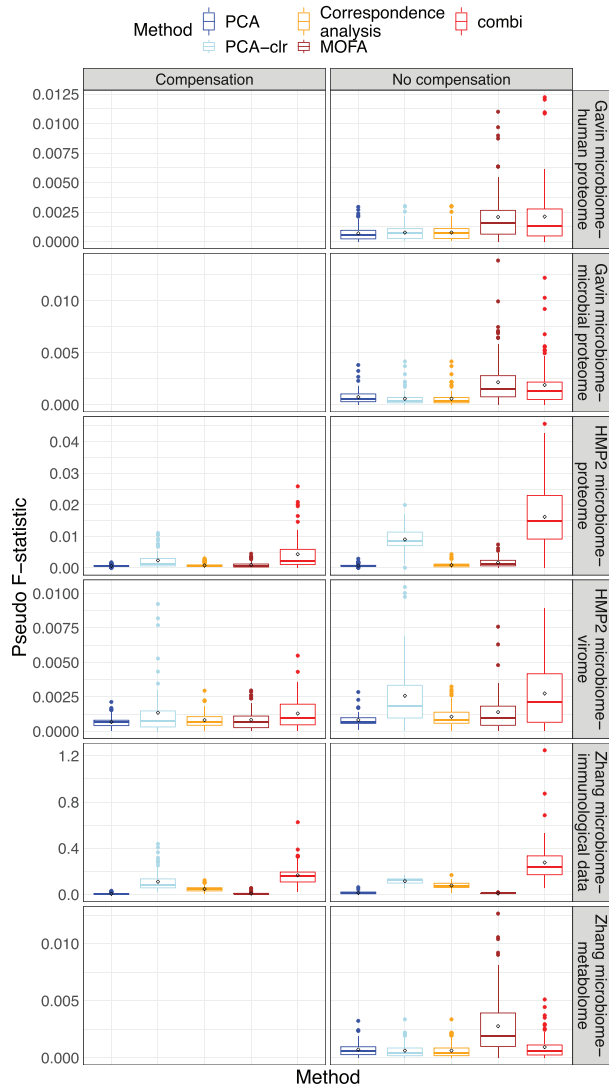 Method
PCA
PCA−clr
Correspondence
analysis
MOFA
combi
Compensation
No compensation
Pseudo F−statistic
0.0125
0.0100
0.0075
0.0050
0.0025
0.0000
Gavin microbiome−
human proteome
0.010
0.005
0.000
Gavin microbiome−
microbial proteome
0.04
0.03
0.02
0.01
0.00
HMP2 microbiome−
proteome
0.0100
0.0075
0.0050
0.0025
0.0000
HMP2 microbiome−
virome
1.2
0.8
0.4
0.0
Zhang microbiome−
immunological data
0.010
0.005
0.000
Zhang microbiome−
metabolome
Method